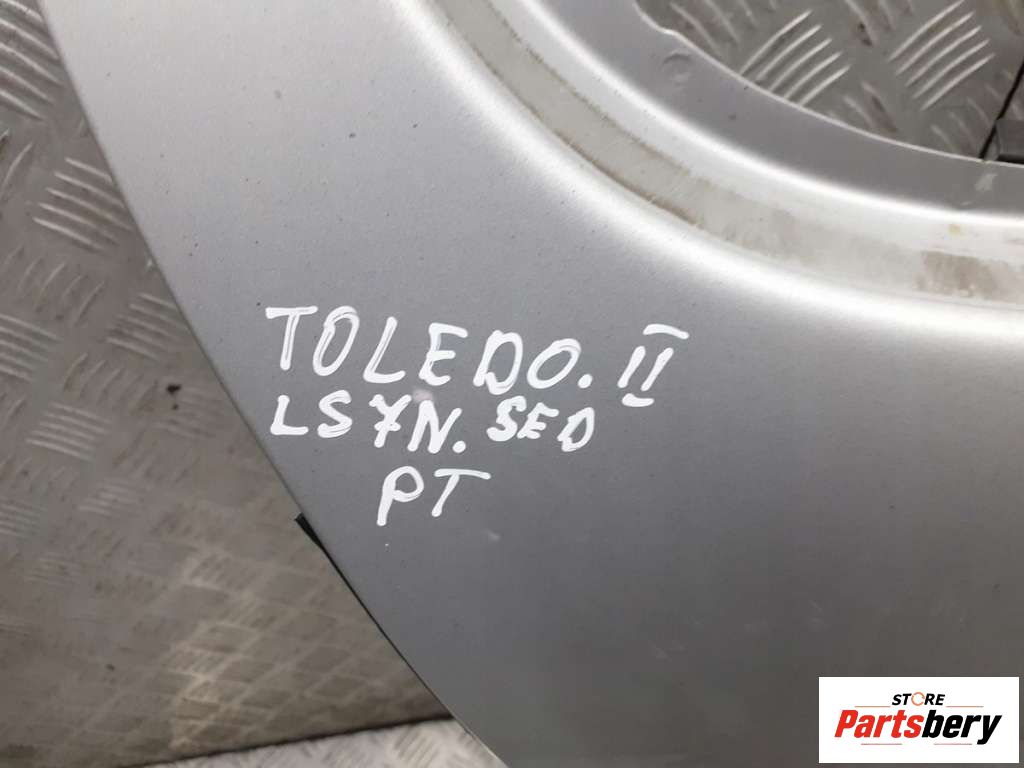 TOLEDO. II
LS7N. SED
PT
STORE
Partsbery